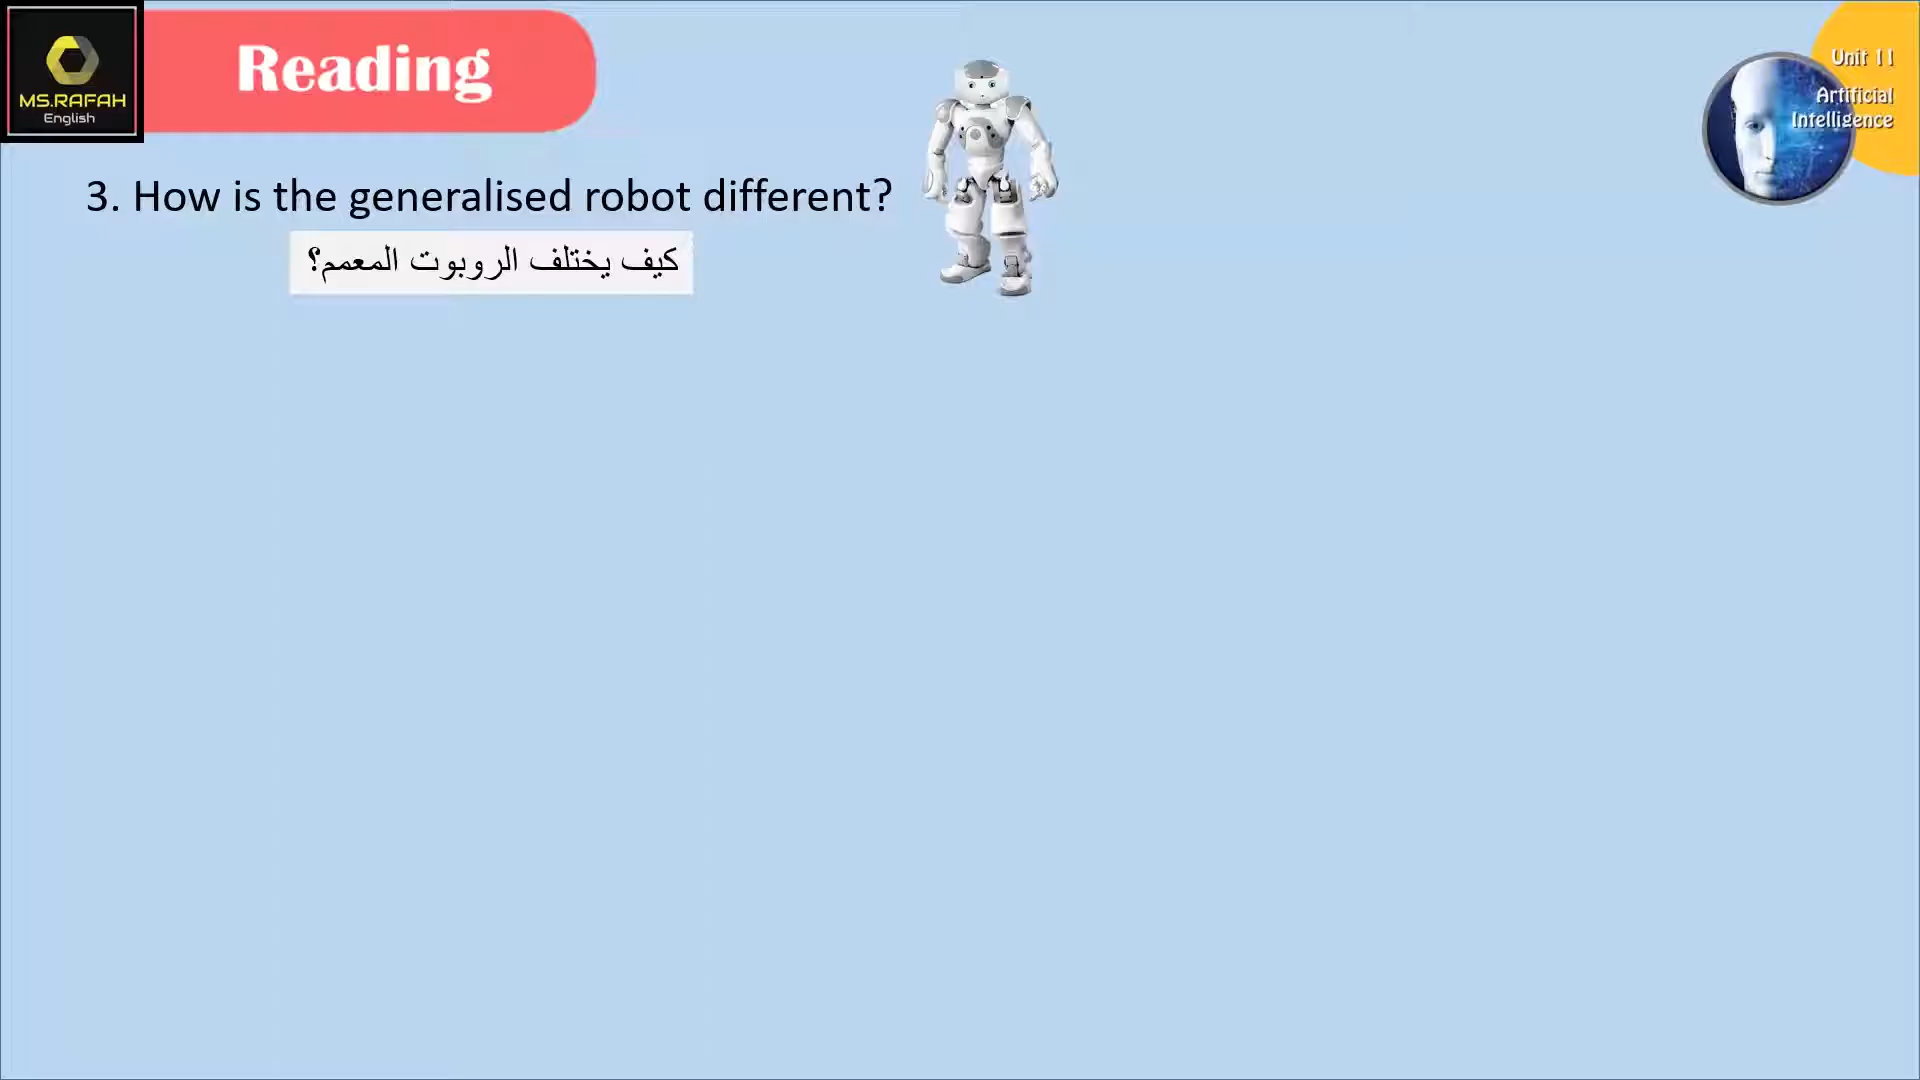 MS.RAFAH
English
Reading
Unit 11
Artificial
Intelligence
3. How is the generalised robot different?
كيف يختلف الروبوت المعمم؟